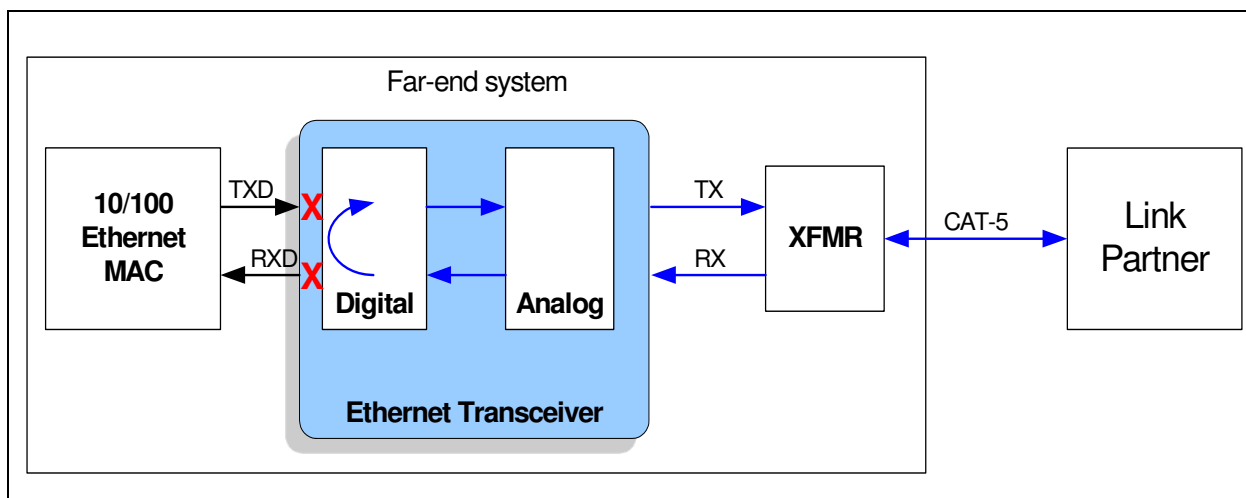 Far-end system
10/100
Ethernet
MAC
TXD
RXD
X
X
Digital
Analog
Ethernet Transceiver
TX
RX
XFMR
CAT-5
Link
Partner